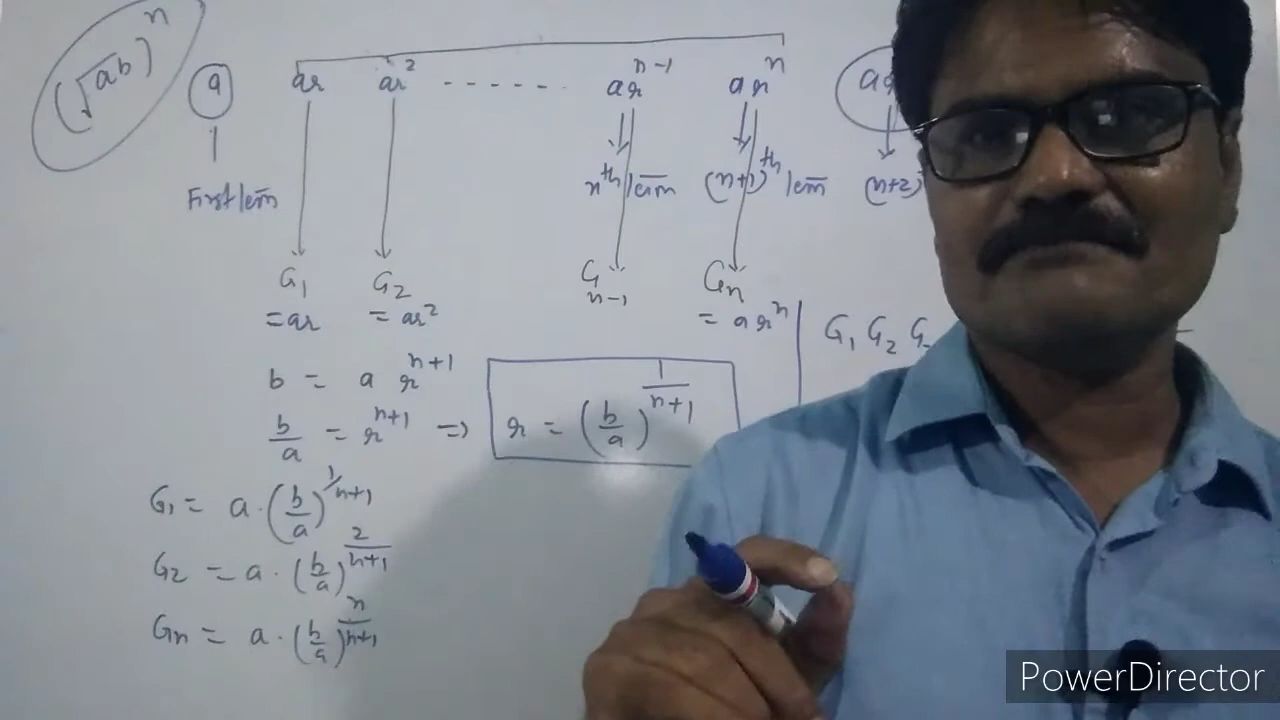 (√ab)ⁿ
a ar ar² ------ arⁿ⁻¹ arⁿ
First term nth term (n+1)th term (n+2)
G₁ G₂ Gₙ₋₁ Gₙ
= ar = ar² = arⁿ
G₁ G₂
b = a rⁿ⁺¹
b/a = rⁿ⁺¹ ⇒ r = (b/a)^(1/(n+1))
G₁ = a·(b/a)^(1/(n+1))
G₂ = a·(b/a)^(2/(n+1))
Gₙ = a·(b/a)^(n/(n+1))
PowerDirector